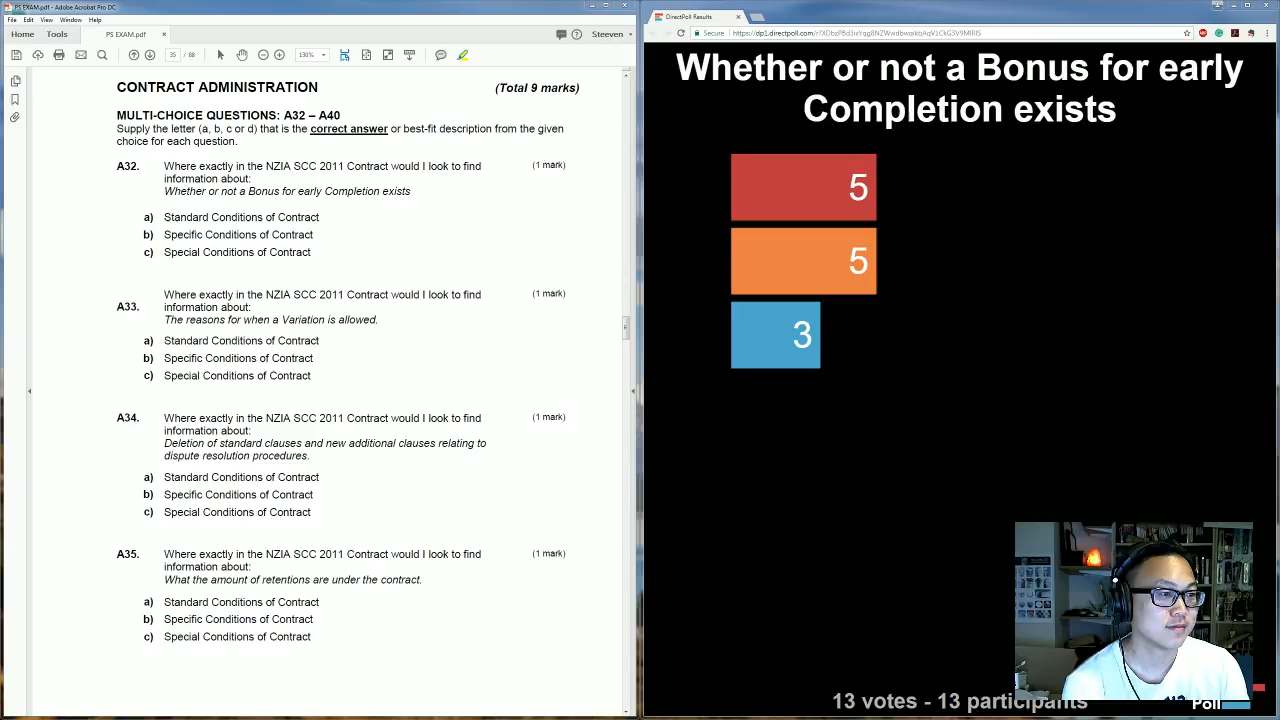 PS EXAM.pdf - Adobe Acrobat Pro DC
File Edit View Window Help
Home Tools PS EXAM.pdf × Steeven
35 / 88 130%
CONTRACT ADMINISTRATION (Total 9 marks)
MULTI-CHOICE QUESTIONS: A32 – A40
Supply the letter (a, b, c or d) that is the correct answer or best-fit description from the given
choice for each question.
A32. Where exactly in the NZIA SCC 2011 Contract would I look to find (1 mark)
information about:
Whether or not a Bonus for early Completion exists
a) Standard Conditions of Contract
b) Specific Conditions of Contract
c) Special Conditions of Contract
Where exactly in the NZIA SCC 2011 Contract would I look to find (1 mark)
A33. information about:
The reasons for when a Variation is allowed.
a) Standard Conditions of Contract
b) Specific Conditions of Contract
c) Special Conditions of Contract
A34. Where exactly in the NZIA SCC 2011 Contract would I look to find (1 mark)
information about:
Deletion of standard clauses and new additional clauses relating to
dispute resolution procedures.
a) Standard Conditions of Contract
b) Specific Conditions of Contract
c) Special Conditions of Contract
A35. Where exactly in the NZIA SCC 2011 Contract would I look to find (1 mark)
information about:
What the amount of retentions are under the contract.
a) Standard Conditions of Contract
b) Specific Conditions of Contract
c) Special Conditions of Contract
DirectPoll Results ×
Secure
Whether or not a Bonus for early
Completion exists
5
5
3
13 votes - 13 participants
Poll